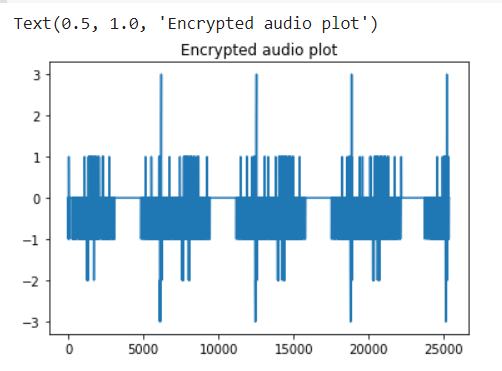 Text(0.5, 1.0, 'Encrypted audio plot')
Encrypted audio plot
3
2
1
0
−1
−2
−3
0 5000 10000 15000 20000 25000